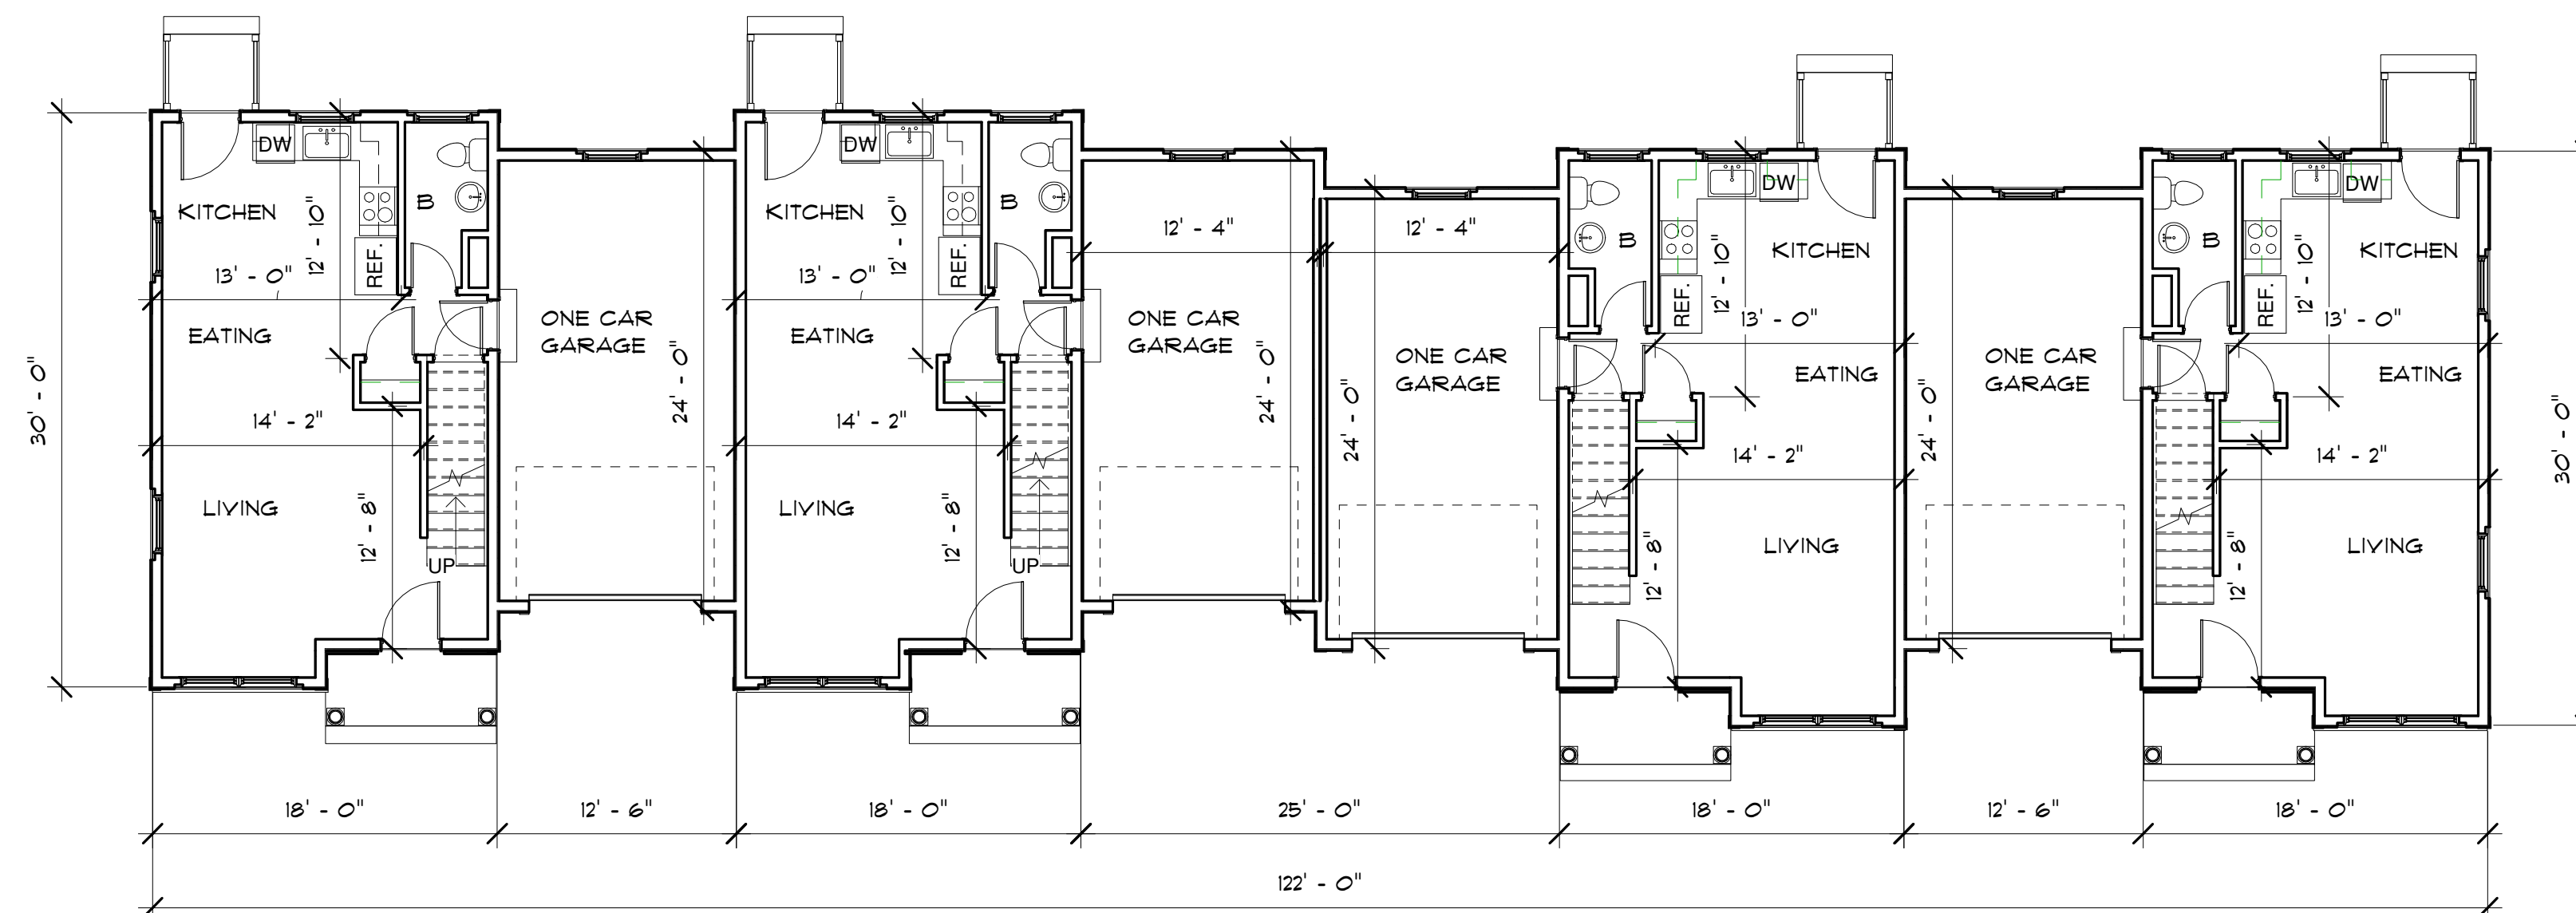 DW
KITCHEN
B
12' - 10"
13' - 0"
REF.
EATING
ONE CAR
GARAGE
24' - 0"
30' - 0"
14' - 2"
LIVING
12' - 8"
UP
DW
KITCHEN
B
12' - 10"
13' - 0"
REF.
EATING
ONE CAR
GARAGE
24' - 0"
14' - 2"
LIVING
12' - 8"
UP
12' - 4"
12' - 4"
ONE CAR
GARAGE
24' - 0"
DW
B
KITCHEN
12' - 10"
REF.
13' - 0"
EATING
14' - 2"
LIVING
12' - 8"
ONE CAR
GARAGE
24' - 0"
DW
B
KITCHEN
12' - 10"
REF.
13' - 0"
EATING
14' - 2"
LIVING
12' - 8"
30' - 0"
18' - 0"
12' - 6"
18' - 0"
25' - 0"
18' - 0"
12' - 6"
18' - 0"
122' - 0"